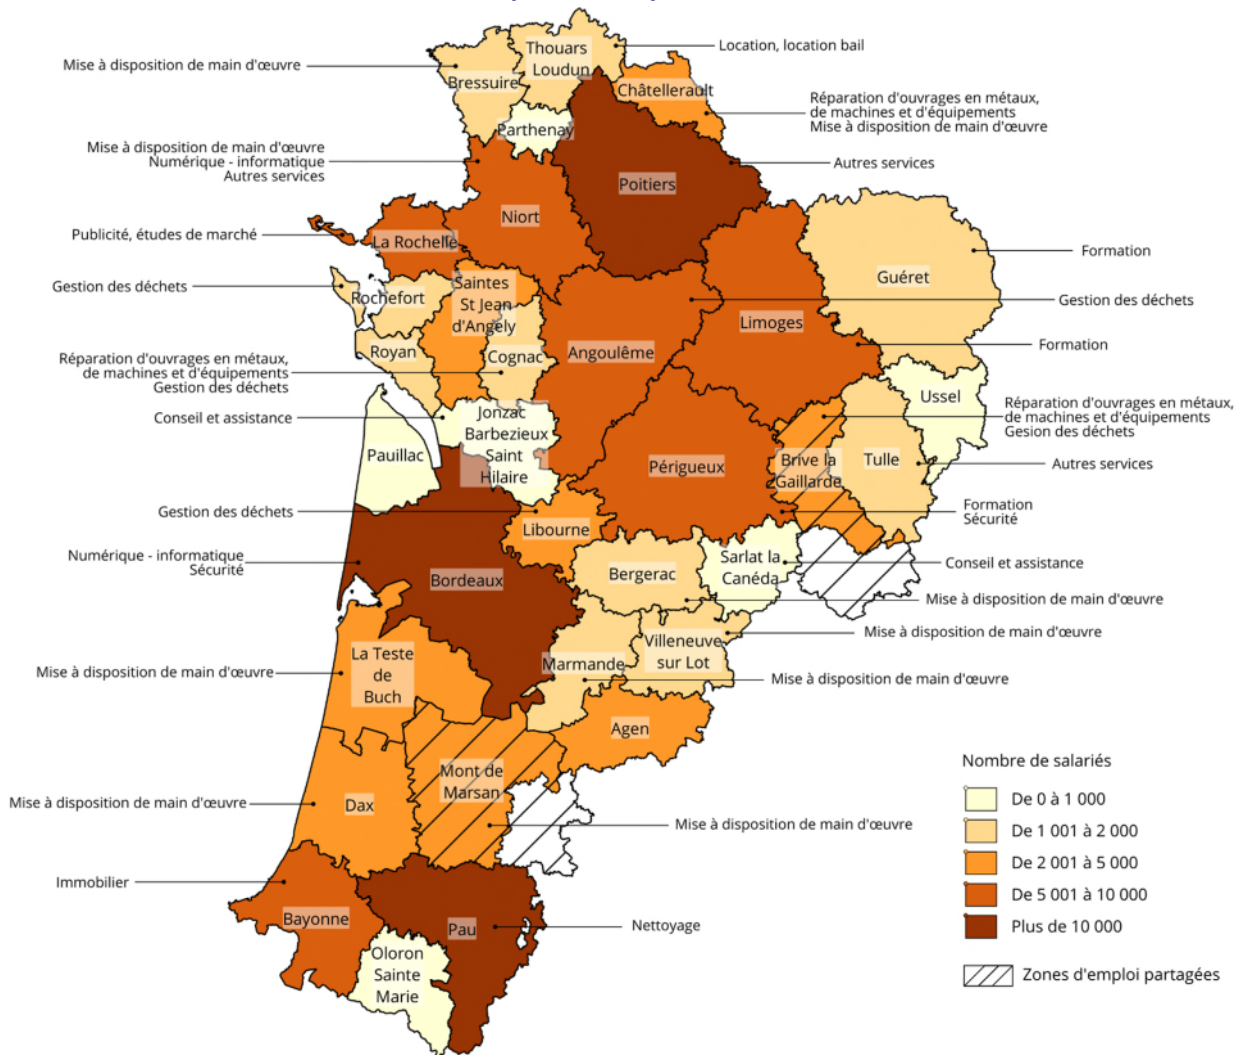 Location, location bail
Thouars
Loudun
Mise à disposition de main d'œuvre
Bressuire
Châtellerault
Réparation d'ouvrages en métaux,
de machines et d'équipements
Mise à disposition de main d'œuvre
Parthenay
Mise à disposition de main d'œuvre
Numérique - informatique
Autres services
Autres services
Poitiers
Niort
Publicité, études de marché
La Rochelle
Formation
Guéret
Gestion des déchets
Rochefort
Saintes
St Jean
d'Angely
Gestion des déchets
Limoges
Formation
Royan
Cognac
Angoulême
Réparation d'ouvrages en métaux,
de machines et d'équipements
Gestion des déchets
Ussel
Réparation d'ouvrages en métaux,
de machines et d'équipements
Gesion des déchets
Conseil et assistance
Jonzac
Barbezieux
Saint
Hilaire
Pauillac
Périgueux
Brive la
Gaillarde
Tulle
Autres services
Gestion des déchets
Libourne
Formation
Sécurité
Numérique - informatique
Sécurité
Bordeaux
Bergerac
Sarlat la
Canéda
Conseil et assistance
Mise à disposition de main d'œuvre
Mise à disposition de main d'œuvre
La Teste
de
Buch
Marmande
Villeneuve
sur Lot
Mise à disposition de main d'œuvre
Mise à disposition de main d'œuvre
Agen
Mont de
Marsan
Dax
Mise à disposition de main d'œuvre
Mise à disposition de main d'œuvre
Immobilier
Bayonne
Pau
Nettoyage
Oloron
Sainte
Marie
Nombre de salariés
De 0 à 1 000
De 1 001 à 2 000
De 2 001 à 5 000
De 5 001 à 10 000
Plus de 10 000
Zones d'emploi partagées